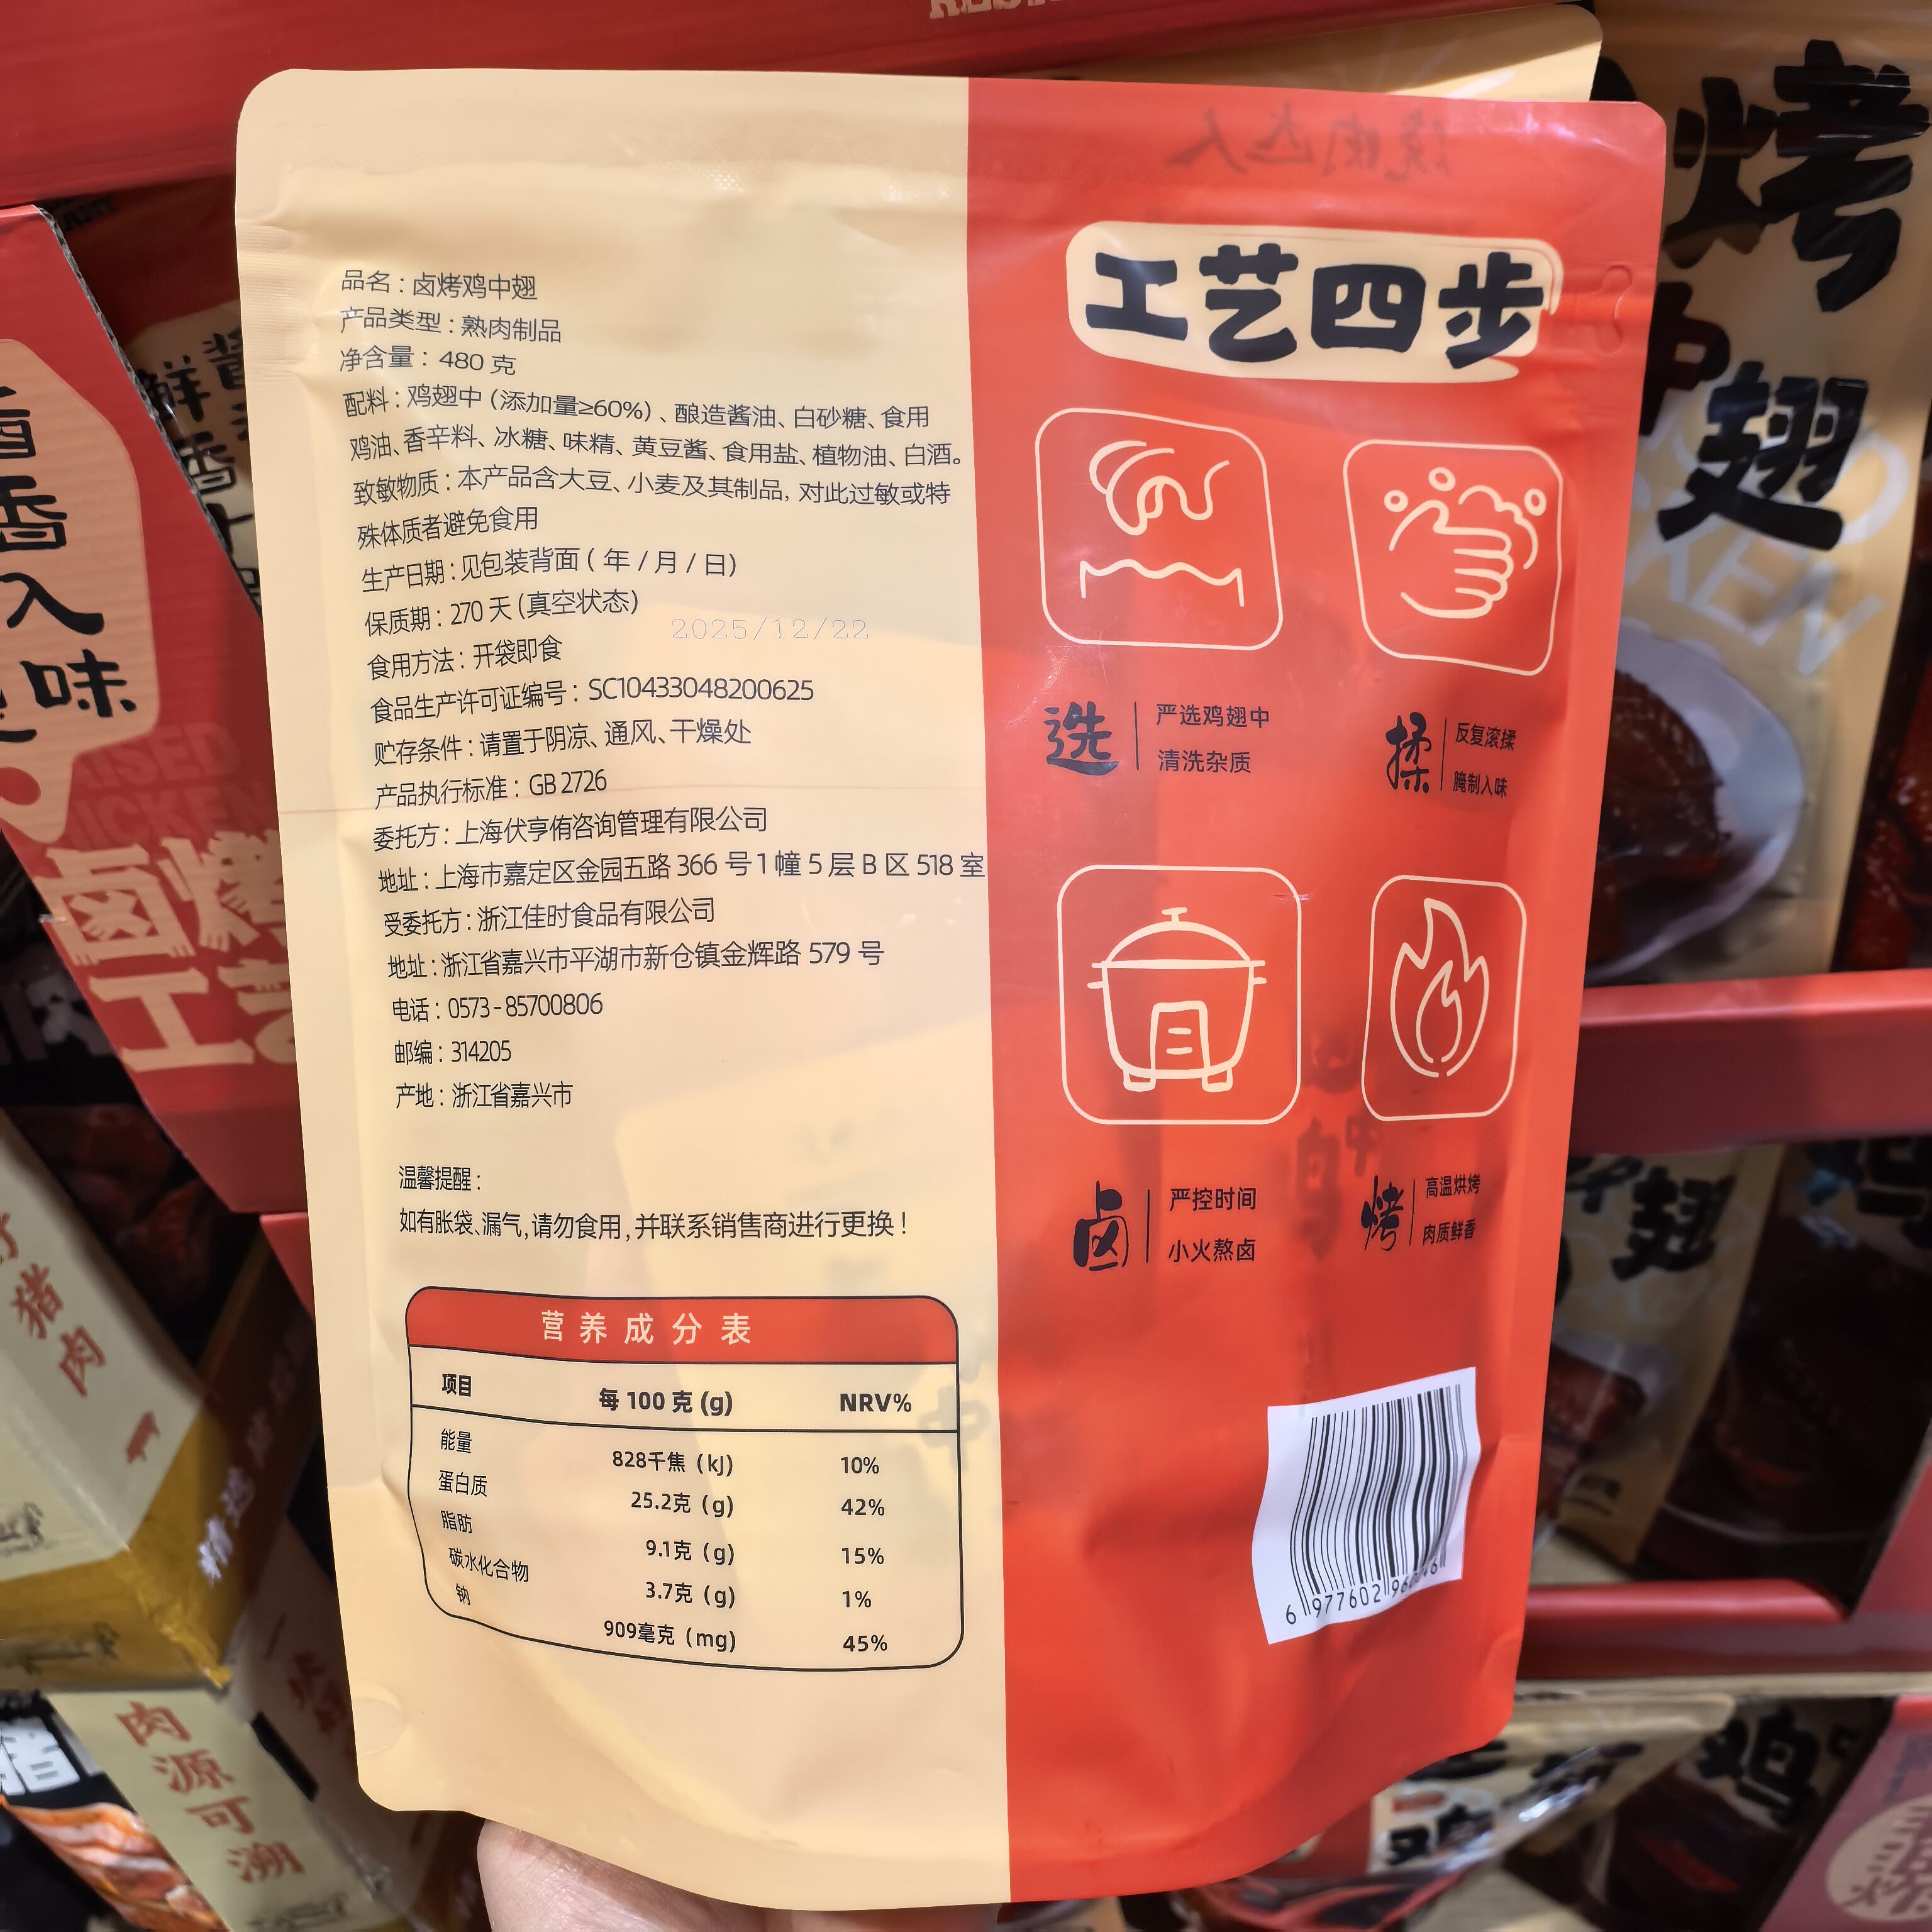 品名：卤烤鸡中翅
产品类型：熟肉制品
净含量：480 克
配料：鸡翅中（添加量≥60%）、酿造酱油、白砂糖、食用
鸡油、香辛料、冰糖、味精、黄豆酱、食用盐、植物油、白酒。
致敏物质：本产品含大豆、小麦及其制品，对此过敏或特
殊体质者避免食用
生产日期：见包装背面（年/月/日）
保质期：270 天（真空状态）
2025/12/22
食用方法：开袋即食
食品生产许可证编号：SC10433048200625
贮存条件：请置于阴凉、通风、干燥处
产品执行标准：GB 2726
委托方：上海伏亨侑咨询管理有限公司
地址：上海市嘉定区金园五路 366 号 1 幢 5 层 B 区 518 室
受委托方：浙江佳时食品有限公司
地址：浙江省嘉兴市平湖市新仓镇金辉路 579 号
电话：0573-85700806
邮编：314205
产地：浙江省嘉兴市
温馨提醒：
如有胀袋、漏气，请勿食用，并联系销售商进行更换！
营养成分表
项目 每 100 克 (g) NRV%
能量 828千焦（kJ） 10%
蛋白质 25.2克（g） 42%
脂肪 9.1克（g） 15%
碳水化合物 3.7克（g） 1%
钠 909毫克（mg） 45%
工艺四步
选
严选鸡翅中
清洗杂质
揉
反复滚揉
腌制入味
卤
严控时间
小火熬卤
烤
高温烘烤
肉质鲜香
6 977602
烤
中
翅
香
入
味
卤烤
工
猪
肉
肉
源
可
溯